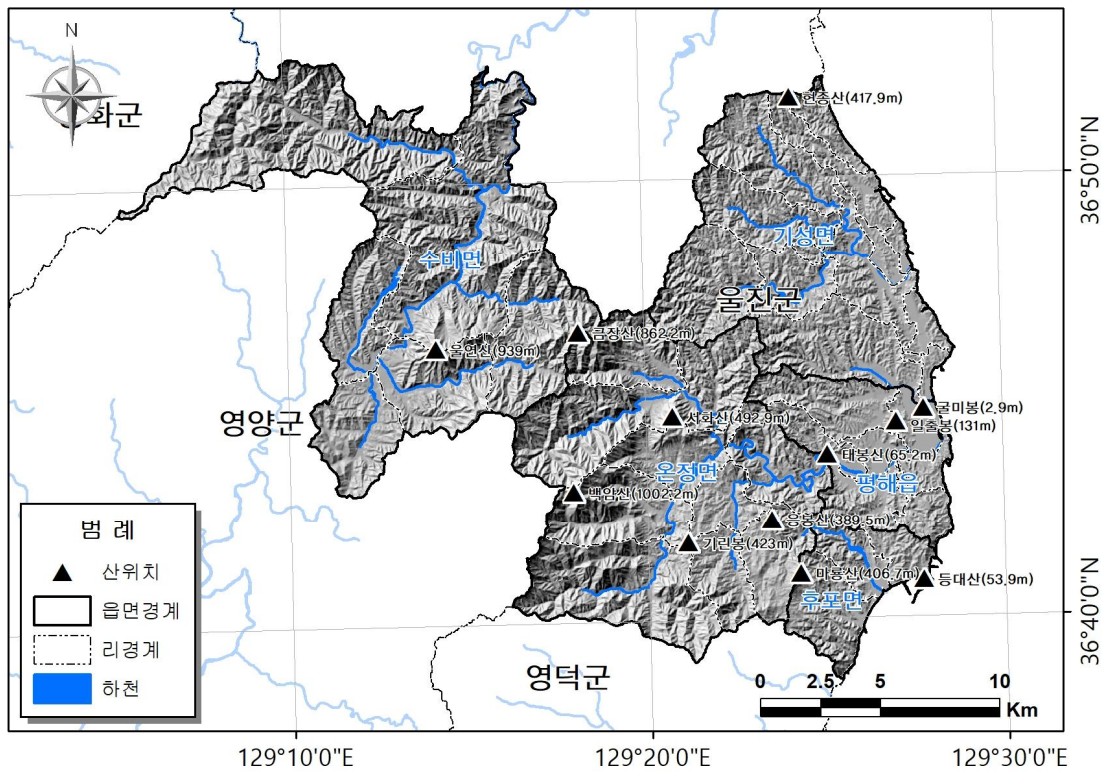 N
화군
현종산(417.9m)
36°50'0"N
기성면
수비면
울진군
금장산(862.2m)
울연산(939m)
굴미봉(2.9m)
영양군
서화산(492.9m)
일출봉(131m)
태봉산(65.2m)
온정면
평해읍
백암산(1002.2m)
응봉산(389.5m)
기린봉(423m)
마룡산(406.7m)
등대산(53.9m)
후포면
36°40'0"N
영덕군
범 례
산위치
읍면경계
리경계
하천
0 2.5 5 10
Km
129°10'0"E
129°20'0"E
129°30'0"E